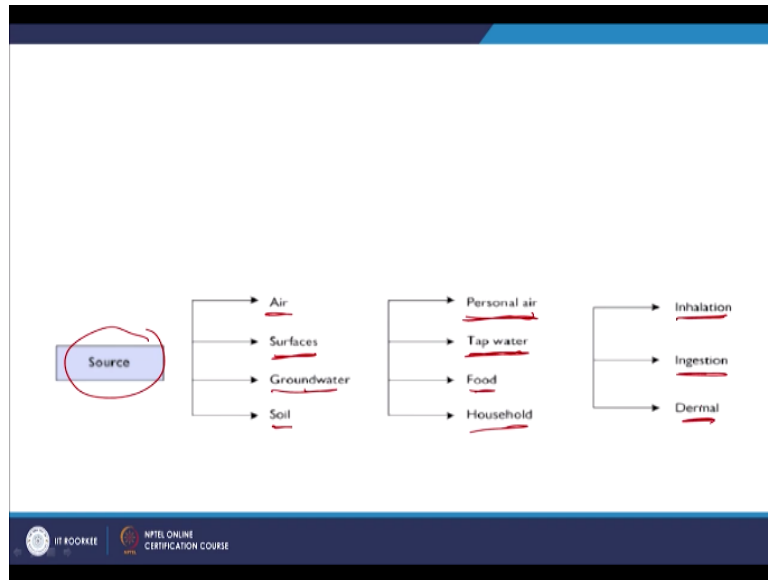 Source
Air
Surfaces
Groundwater
Soil
Personal air
Tap water
Food
Household
Inhalation
Ingestion
Dermal
IIT ROORKEE
NPTEL ONLINE
CERTIFICATION COURSE